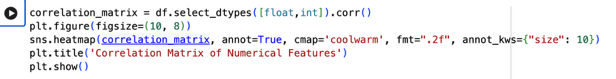 correlation_matrix = df.select_dtypes([float,int]).corr()
plt.figure(figsize=(10, 8))
sns.heatmap(correlation_matrix, annot=True, cmap='coolwarm', fmt=".2f", annot_kws={"size": 10})
plt.title('Correlation Matrix of Numerical Features')
plt.show()